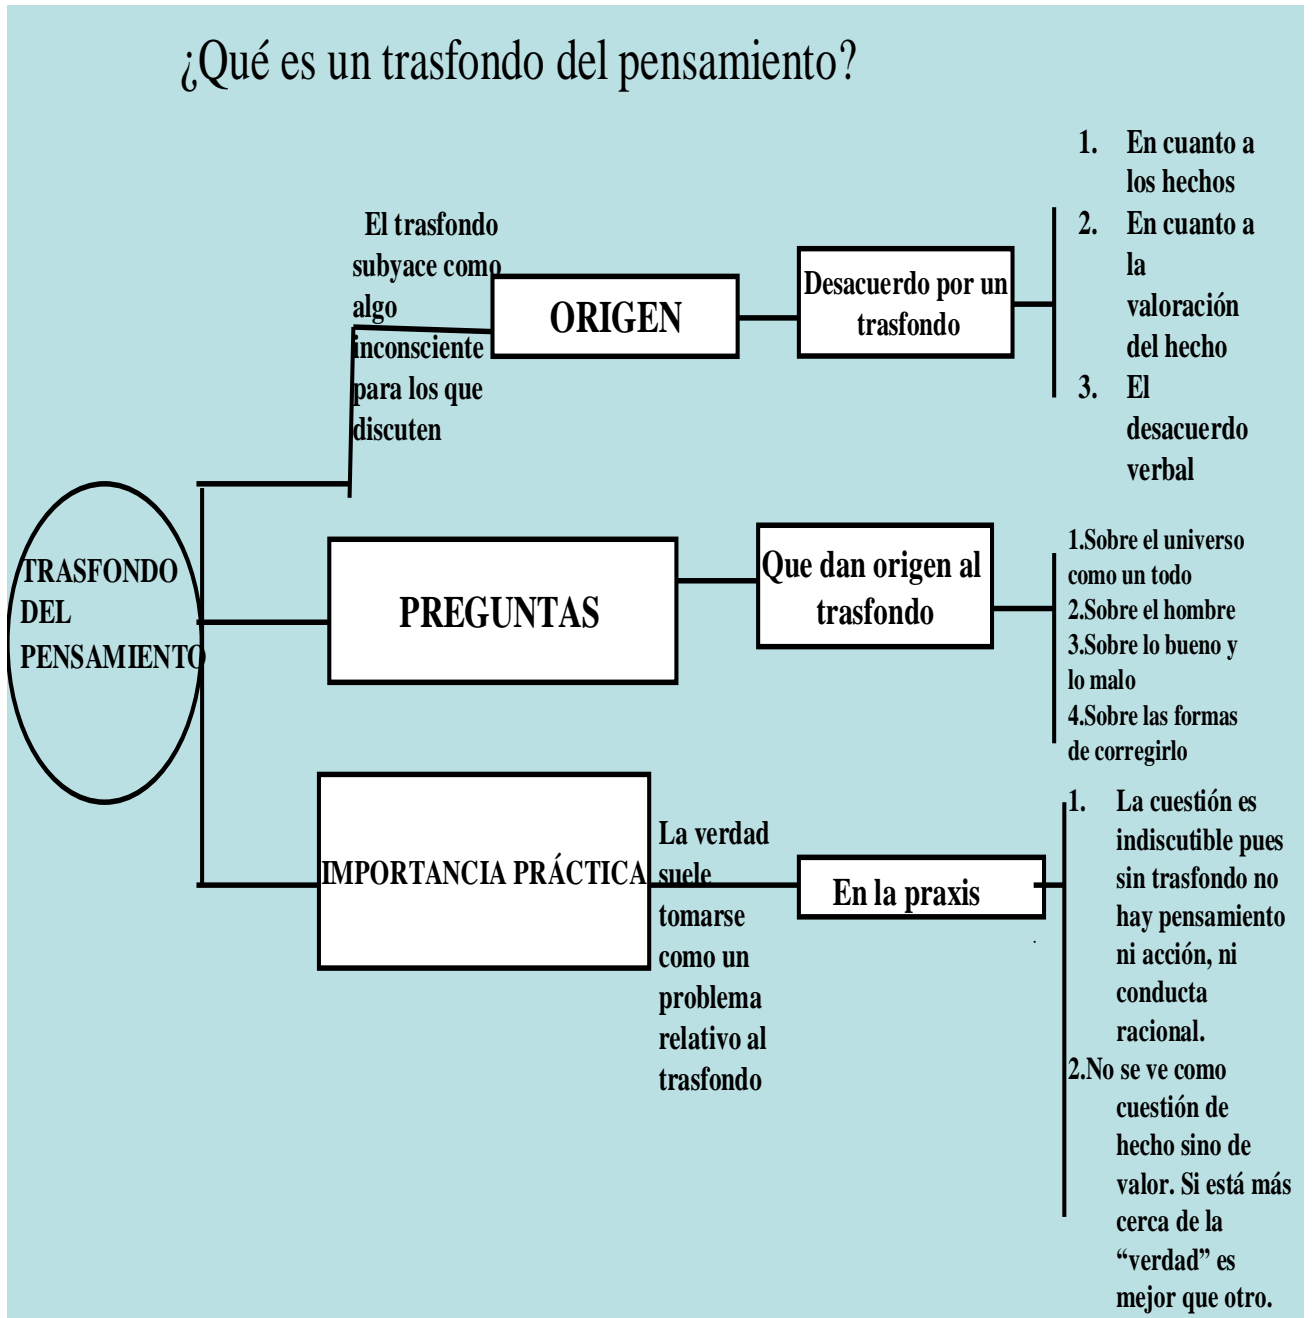 ¿Qué es un trasfondo del pensamiento?
El trasfondo
subyace como
algo
inconsciente
para los que
discuten
ORIGEN
Desacuerdo por un
trasfondo
1. En cuanto a
los hechos
2. En cuanto a
la
valoración
del hecho
3. El
desacuerdo
verbal
TRASFONDO
DEL
PENSAMIENTO
PREGUNTAS
Que dan origen al
trasfondo
1.Sobre el universo
como un todo
2.Sobre el hombre
3.Sobre lo bueno y
lo malo
4.Sobre las formas
de corregirlo
IMPORTANCIA PRÁCTICA
La verdad
suele
tomarse
como un
problema
relativo al
trasfondo
En la praxis
.
1. La cuestión es
indiscutible pues
sin trasfondo no
hay pensamiento
ni acción, ni
conducta
racional.
2.No se ve como
cuestión de
hecho sino de
valor. Si está más
cerca de la
“verdad” es
mejor que otro.